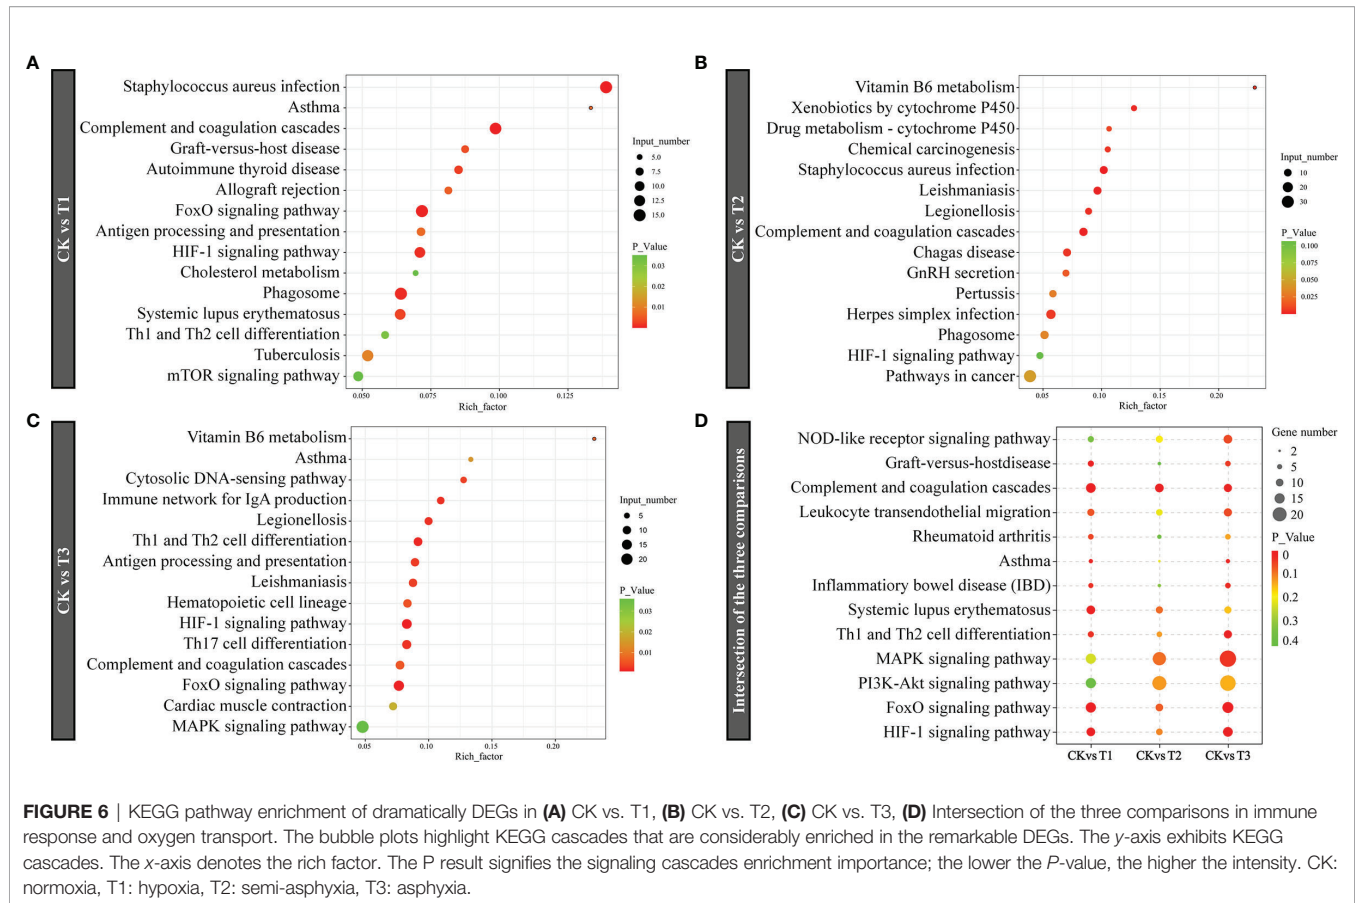 A
CK vs T1
Staphylococcus aureus infection
Asthma
Complement and coagulation cascades
Graft-versus-host disease
Autoimmune thyroid disease
Allograft rejection
FoxO signaling pathway
Antigen processing and presentation
HIF-1 signaling pathway
Cholesterol metabolism
Phagosome
Systemic lupus erythematosus
Th1 and Th2 cell differentiation
Tuberculosis
mTOR signaling pathway
0.050 0.075 0.100 0.125
Rich_factor
Input_number
5.0
7.5
10.0
12.5
15.0
P_Value
0.03
0.02
0.01
B
CK vs T2
Vitamin B6 metabolism
Xenobiotics by cytochrome P450
Drug metabolism - cytochrome P450
Chemical carcinogenesis
Staphylococcus aureus infection
Leishmaniasis
Legionellosis
Complement and coagulation cascades
Chagas disease
GnRH secretion
Pertussis
Herpes simplex infection
Phagosome
HIF-1 signaling pathway
Pathways in cancer
0.05 0.10 0.15 0.20
Rich_factor
Input_number
10
20
30
P_Value
0.100
0.075
0.050
0.025
C
CK vs T3
Vitamin B6 metabolism
Asthma
Cytosolic DNA-sensing pathway
Immune network for IgA production
Legionellosis
Th1 and Th2 cell differentiation
Antigen processing and presentation
Leishmaniasis
Hematopoietic cell lineage
HIF-1 signaling pathway
Th17 cell differentiation
Complement and coagulation cascades
FoxO signaling pathway
Cardiac muscle contraction
MAPK signaling pathway
0.05 0.10 0.15 0.20
Rich_factor
Input_number
5
10
15
20
P_Value
0.03
0.02
0.01
D
Intersection of the three comparisons
NOD-like receptor signaling pathway
Graft-versus-hostdisease
Complement and coagulation cascades
Leukocyte transendothelial migration
Rheumatoid arthritis
Asthma
Inflammatiory bowel disease (IBD)
Systemic lupus erythematosus
Th1 and Th2 cell differentiation
MAPK signaling pathway
PI3K-Akt signaling pathway
FoxO signaling pathway
HIF-1 signaling pathway
CKvs T1 CKvs T2 CKvs T3
Gene number
2
5
10
15
20
P_Value
0
0.1
0.2
0.3
0.4
FIGURE 6 | KEGG pathway enrichment of dramatically DEGs in (A) CK vs. T1, (B) CK vs. T2, (C) CK vs. T3, (D) Intersection of the three comparisons in immune
response and oxygen transport. The bubble plots highlight KEGG cascades that are considerably enriched in the remarkable DEGs. The y-axis exhibits KEGG
cascades. The x-axis denotes the rich factor. The P result signifies the signaling cascades enrichment importance; the lower the P-value, the higher the intensity. CK:
normoxia, T1: hypoxia, T2: semi-asphyxia, T3: asphyxia.